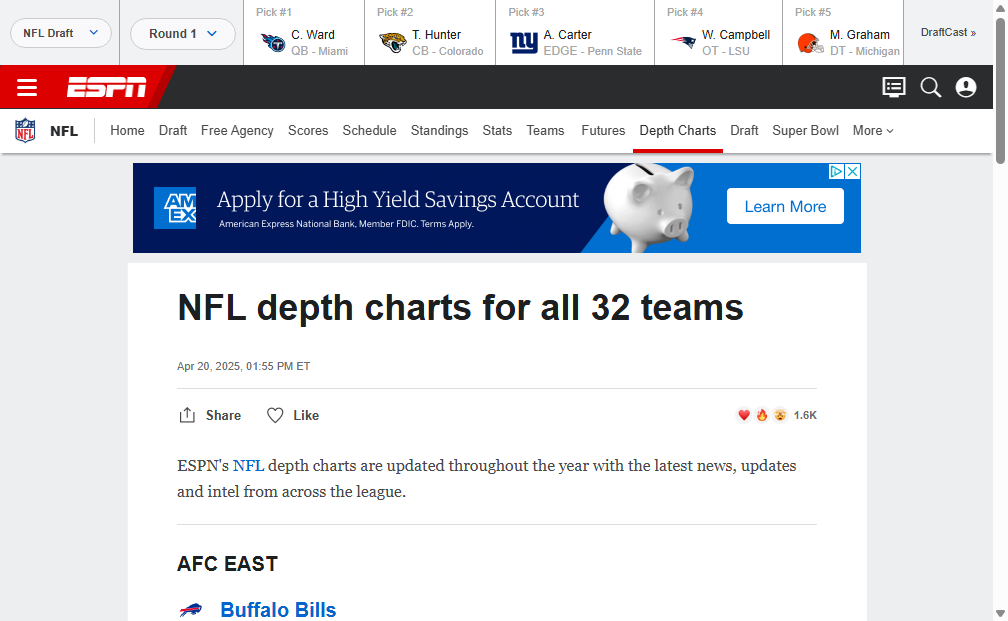 NFL Draft
Round 1
Pick #1
C. Ward
QB - Miami
Pick #2
T. Hunter
CB - Colorado
Pick #3
A. Carter
EDGE - Penn State
Pick #4
W. Campbell
OT - LSU
Pick #5
M. Graham
DT - Michigan
DraftCast »
ESPN
NFL
NFL Home Draft Free Agency Scores Schedule Standings Stats Teams Futures Depth Charts Draft Super Bowl More
AM
EX
Apply for a High Yield Savings Account
American Express National Bank, Member FDIC. Terms Apply.
Learn More
NFL depth charts for all 32 teams
Apr 20, 2025, 01:55 PM ET
Share Like 1.6K
ESPN's NFL depth charts are updated throughout the year with the latest news, updates
and intel from across the league.
AFC EAST
Buffalo Bills